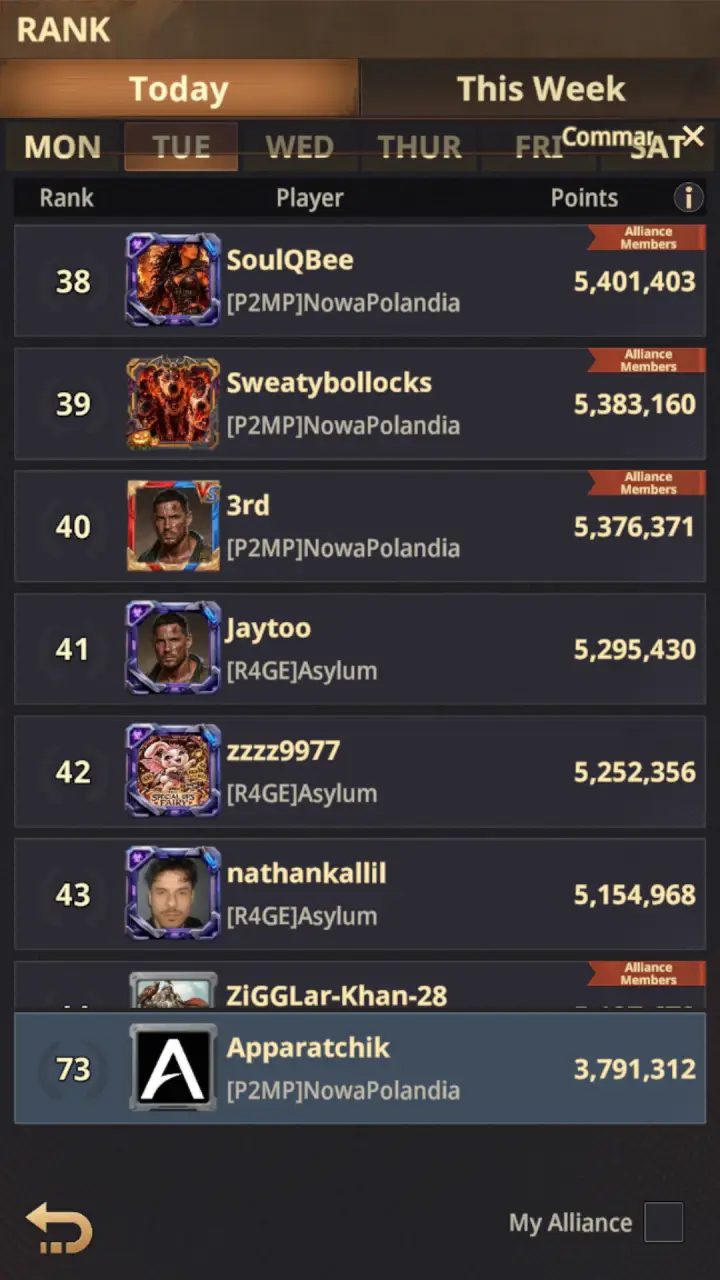 RANK
Today
This Week
Commar
MON
TUE
WED
THUR
FRI
SAT
Rank
Player
Points
i
Alliance
Members
38
SoulQBee
[P2MP]NowaPolandia
5,401,403
Alliance
Members
39
Sweatybollocks
[P2MP]NowaPolandia
5,383,160
Alliance
Members
40
VS
3rd
[P2MP]NowaPolandia
5,376,371
41
Jaytoo
[R4GE]Asylum
5,295,430
42
zzzz9977
[R4GE]Asylum
5,252,356
43
nathankallil
[R4GE]Asylum
5,154,968
Alliance
Members
ZiGGLar-Khan-28
73
A
Apparatchik
[P2MP]NowaPolandia
3,791,312
My Alliance